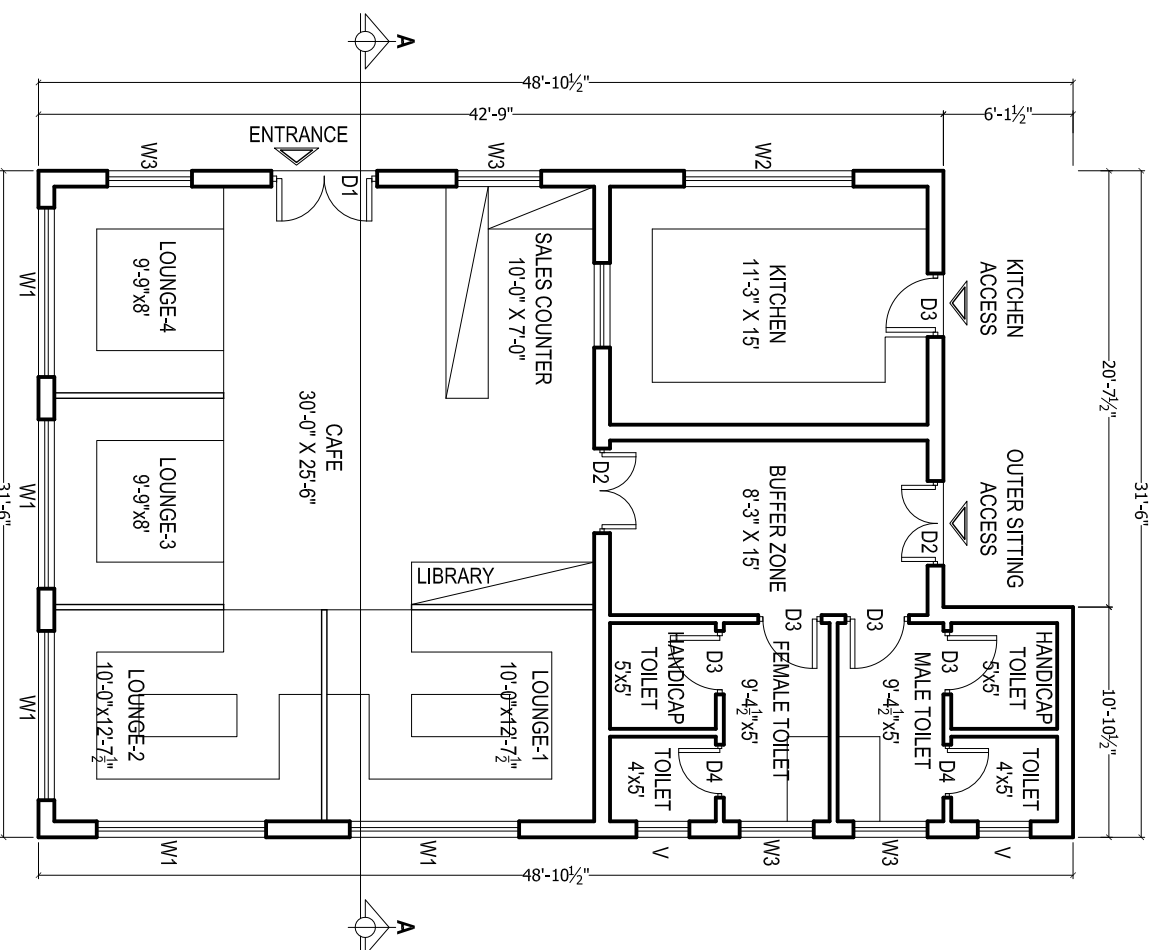 A
48'-10½"
42'-9"
6'-1½"
ENTRANCE
W3
W3
W2
D1
SALES COUNTER
10'-0" X 7'-0"
KITCHEN
11'-3" X 15'
D3
KITCHEN
ACCESS
20'-7½"
31'-6"
LOUNGE-4
9'-9"x8'
W1
CAFE
30'-0" X 25'-6"
LOUNGE-3
9'-9"x8'
W1
31'-6"
D2
BUFFER ZONE
8'-3" X 15'
D2
OUTER SITTING
ACCESS
LIBRARY
LOUNGE-2
10'-0"x12'-7½"
W1
LOUNGE-1
10'-0"x12'-7½"
HANDICAP
TOILET
5'x5'
D3
D3
FEMALE TOILET
9'-4½"x5'
D3
MALE TOILET
9'-4½"x5'
D3
HANDICAP
TOILET
5'x5'
10'-10½"
TOILET
4'x5'
D4
D4
TOILET
4'x5'
W1
W1
V
W3
W3
V
48'-10½"
A